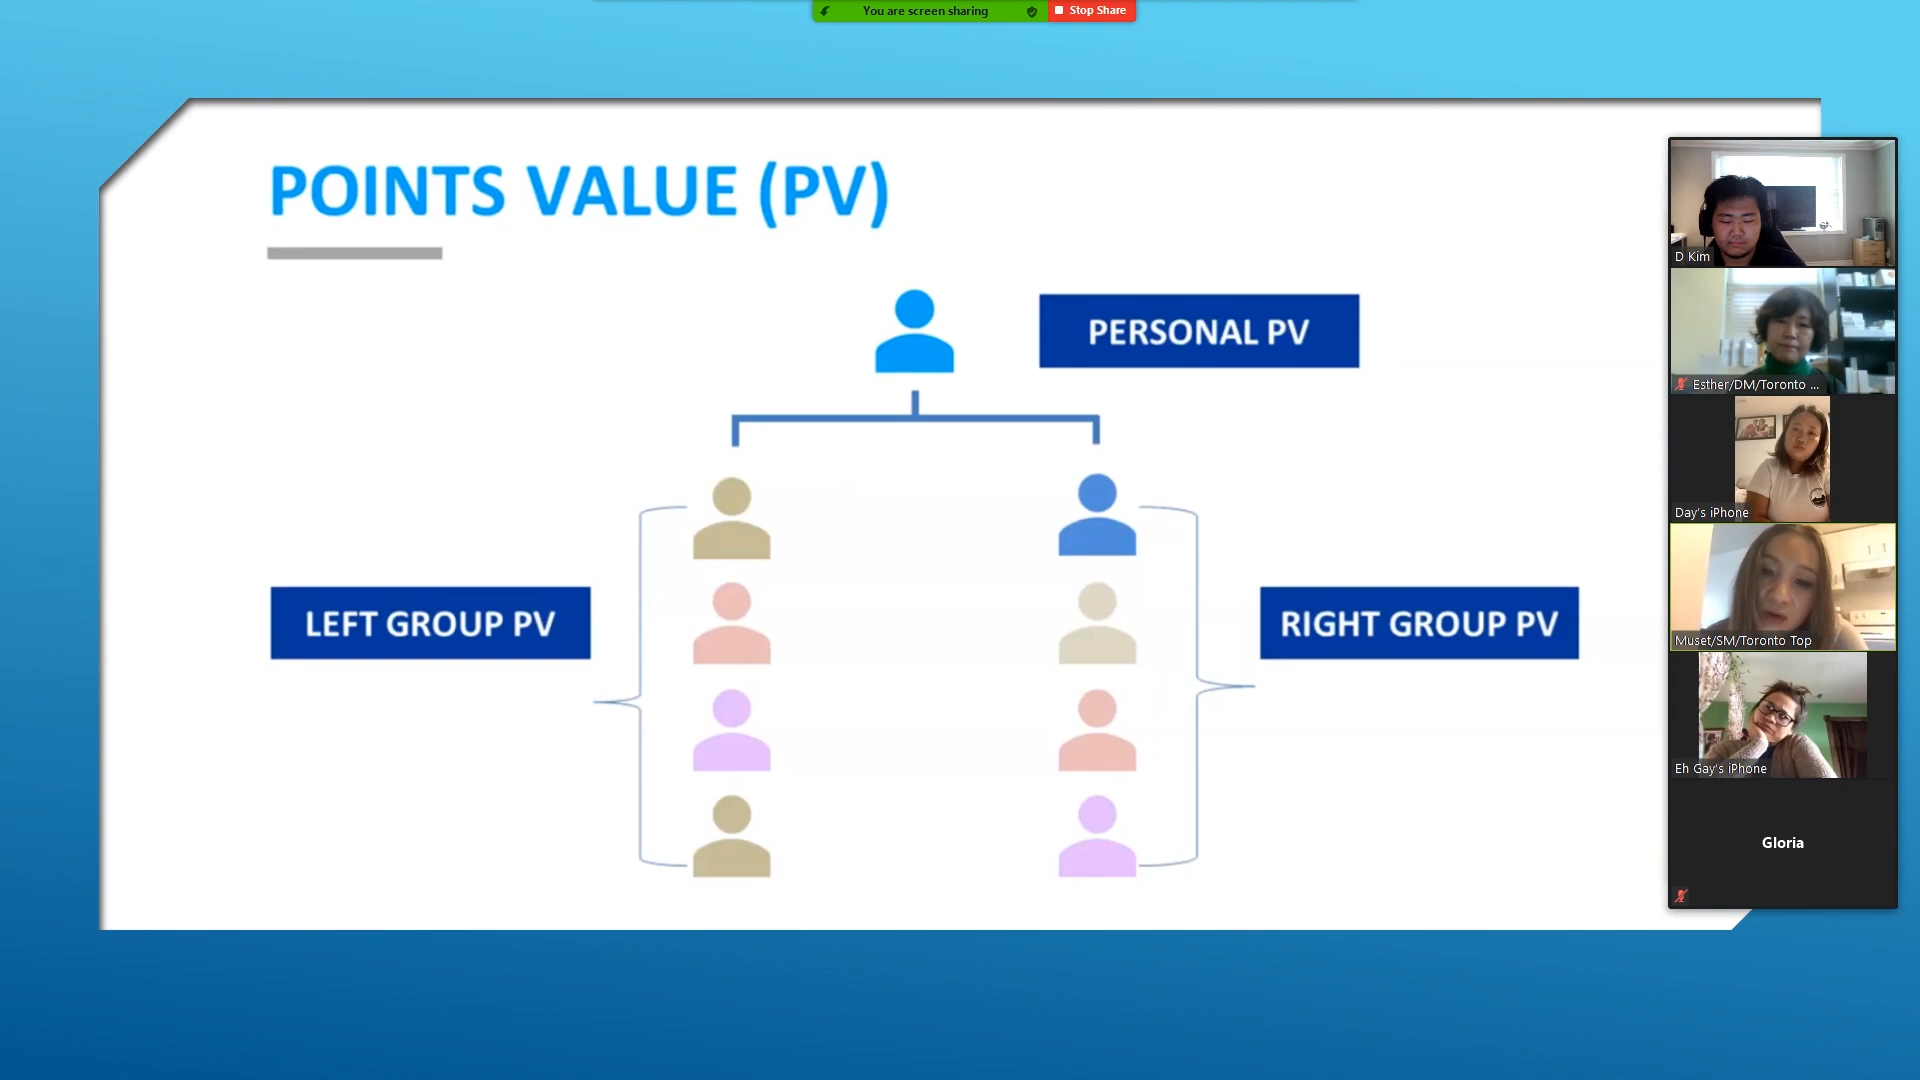 You are screen sharing
Stop Share
POINTS VALUE (PV)
PERSONAL PV
LEFT GROUP PV
RIGHT GROUP PV
D Kim
Esther/DM/Toronto ...
Day's iPhone
Muset/SM/Toronto Top
Eh Gay's iPhone
Gloria